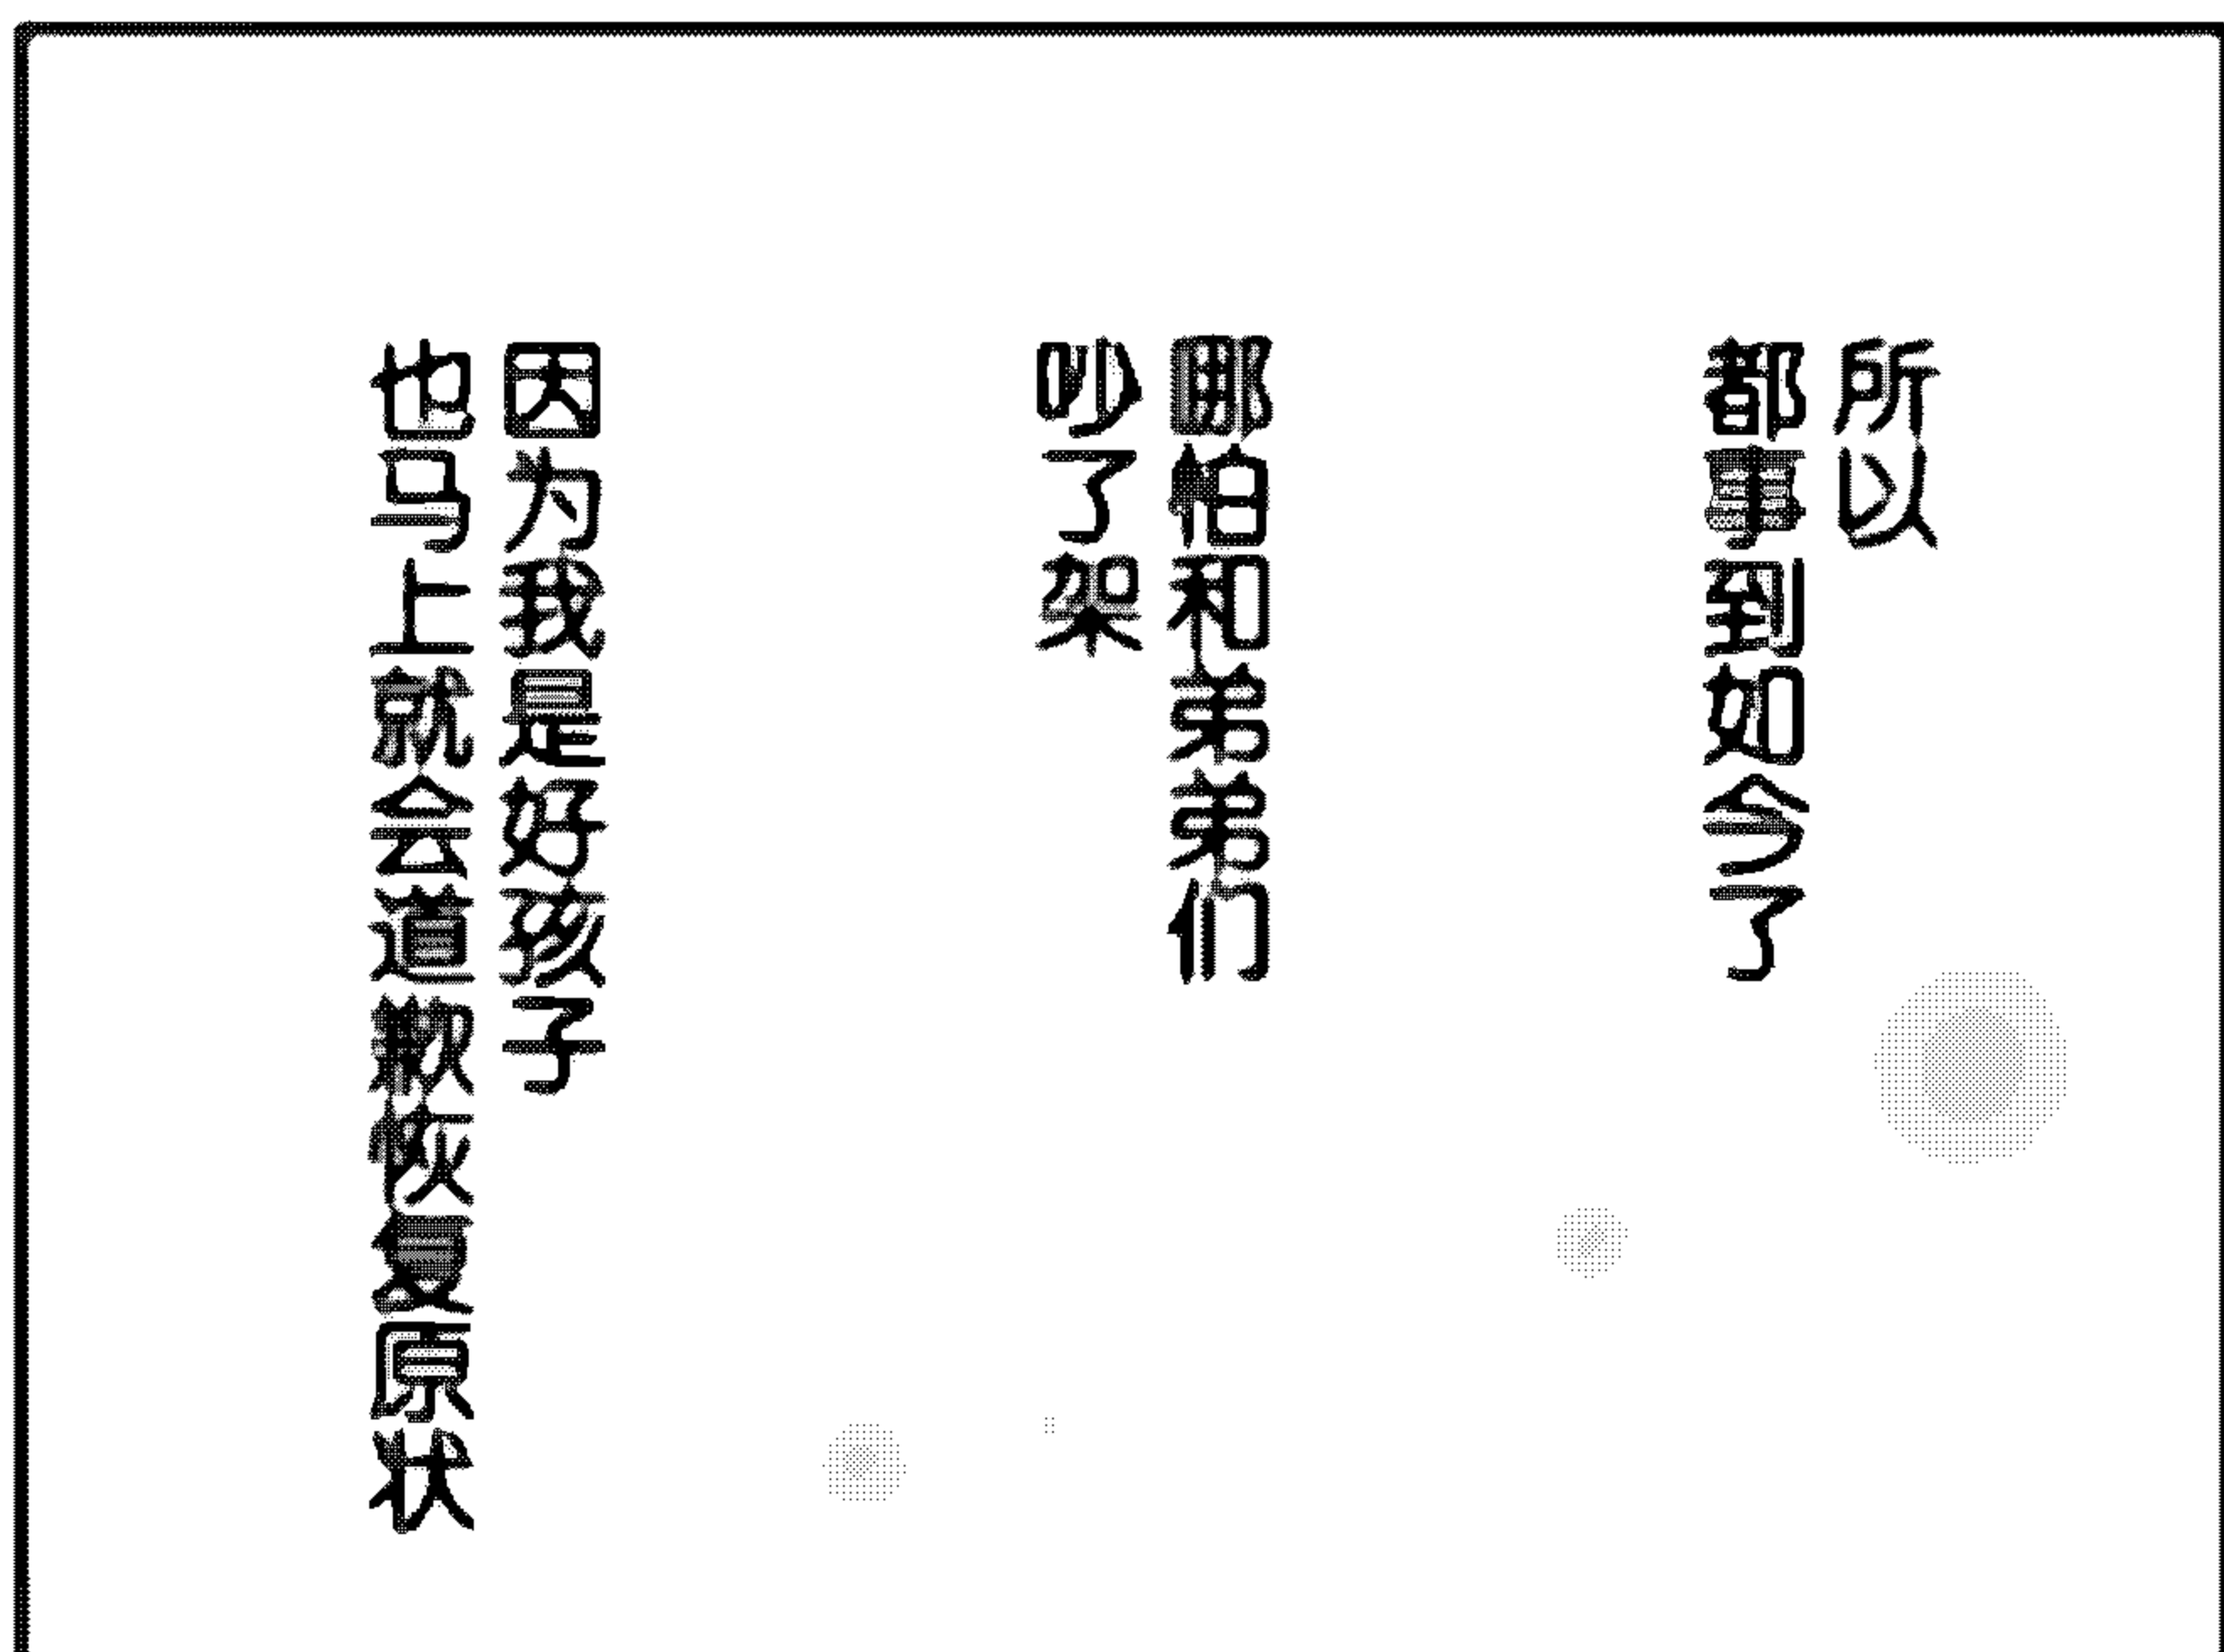 所以
都事到如今了
哪怕和弟弟们
吵了架
因为我是好孩子
也马上就会道歉恢复原状